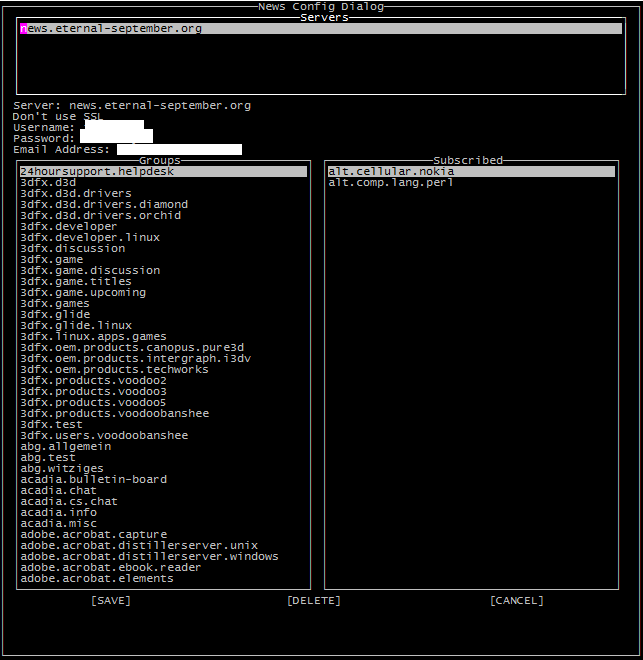 News Config Dialog
Servers
news.eternal-september.org
Server: news.eternal-september.org
Don't use SSL
Username:
Password:
Email Address:
Groups
24hoursupport.helpdesk
3dfx.d3d
3dfx.d3d.drivers
3dfx.d3d.drivers.diamond
3dfx.d3d.drivers.orchid
3dfx.developer
3dfx.developer.linux
3dfx.discussion
3dfx.game
3dfx.game.discussion
3dfx.game.titles
3dfx.game.upcoming
3dfx.games
3dfx.glide
3dfx.glide.linux
3dfx.linux.apps.games
3dfx.oem.products.canopus.pure3d
3dfx.oem.products.intergraph.i3dv
3dfx.oem.products.techworks
3dfx.products.voodoo2
3dfx.products.voodoo3
3dfx.products.voodoo5
3dfx.products.voodoobanshee
3dfx.test
3dfx.users.voodoobanshee
abg.allgemein
abg.test
abg.witziges
acadia.bulletin-board
acadia.chat
acadia.cs.chat
acadia.info
acadia.misc
adobe.acrobat.capture
adobe.acrobat.distillerserver.unix
adobe.acrobat.distillerserver.windows
adobe.acrobat.ebook.reader
adobe.acrobat.elements
Subscribed
alt.cellular.nokia
alt.comp.lang.perl
[SAVE] [DELETE] [CANCEL]